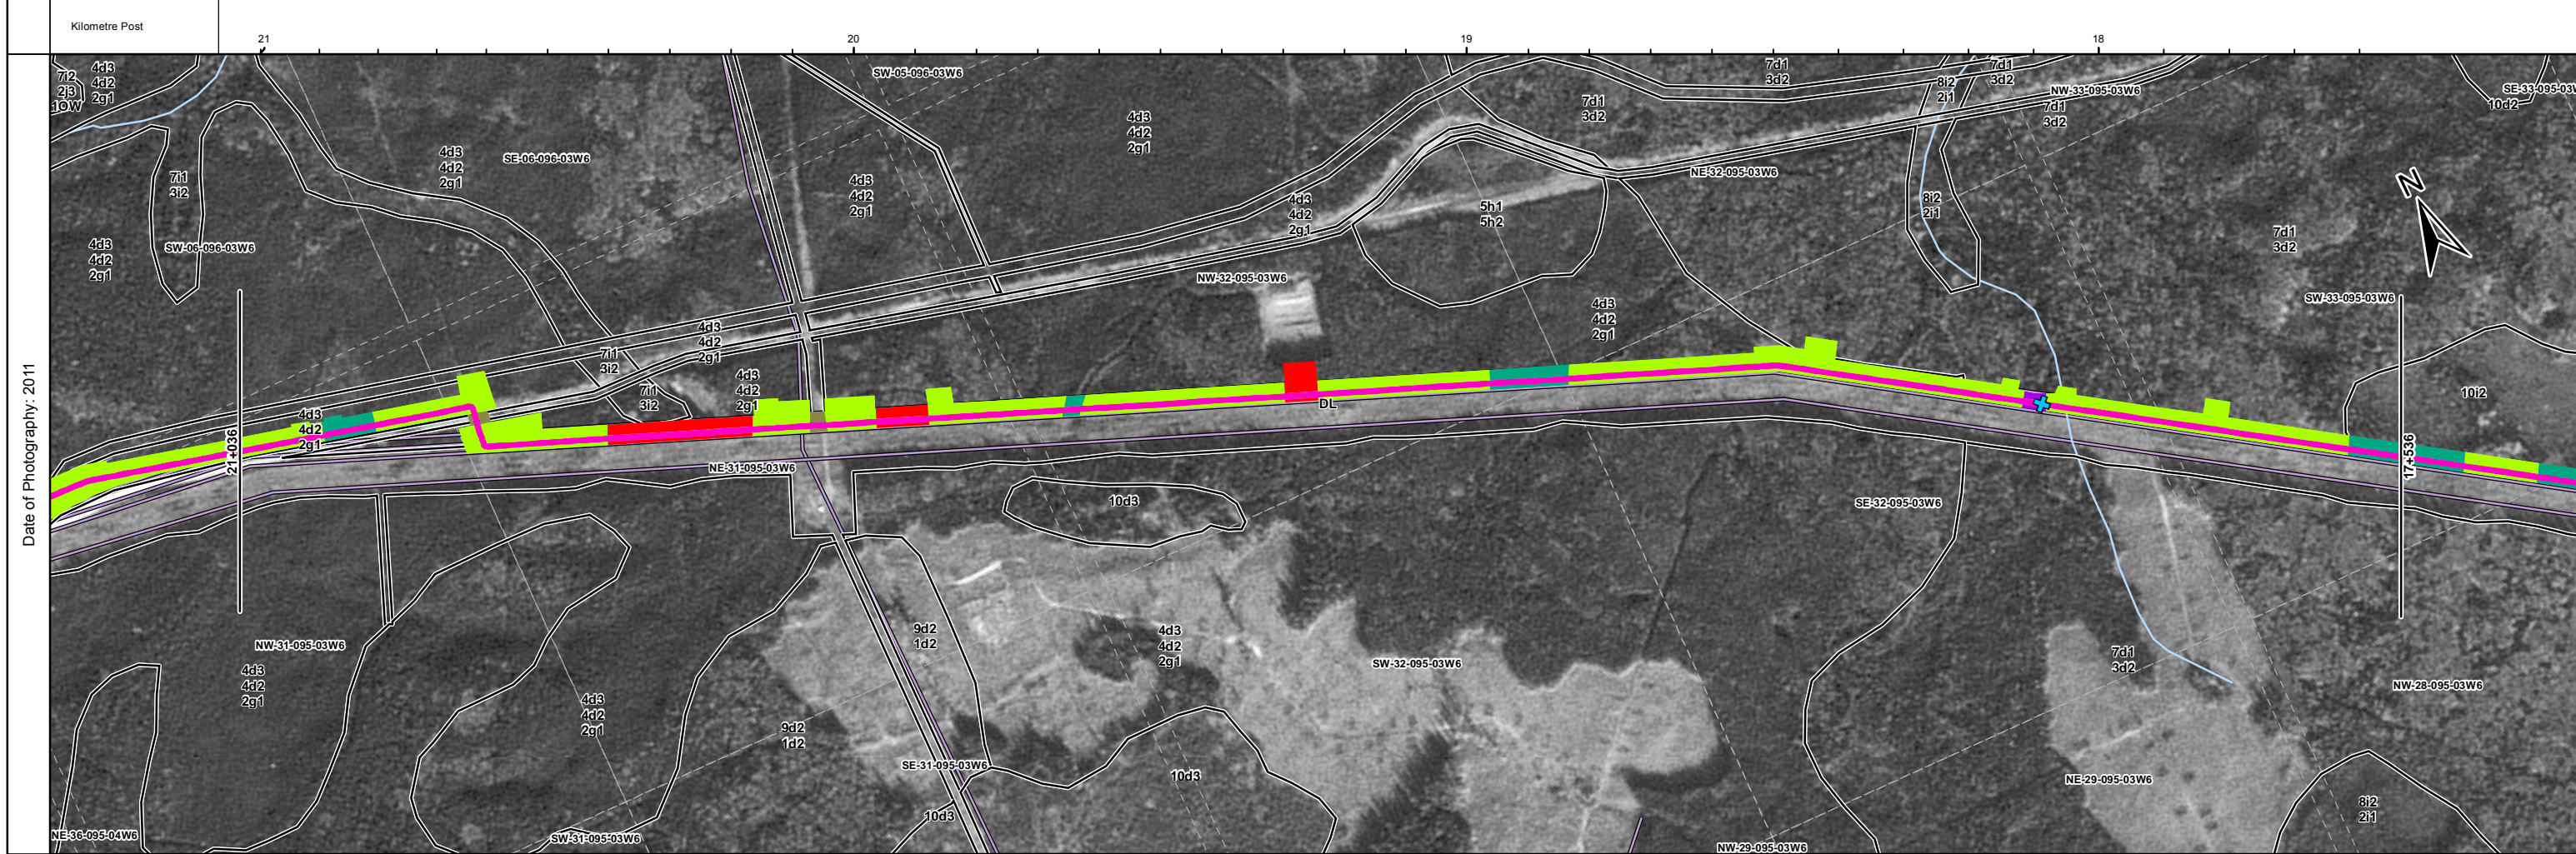 Kilometre Post
21
20
19
18
Date of Photography: 2011
7i2
2j3
1OW
4d3
4d2
2g1
SW-05-096-03W6
4d3
4d2
2g1
7d1
3d2
7d1
3d2
7d1
3d2
8i2
2i1
NW-33-095-03W6
7d1
3d2
SE-33-095-03W
10d2
4d3
4d2
2g1
SE-06-096-03W6
7i1
3i2
4d3
4d2
2g1
NE-32-095-03W6
4d3
4d2
2g1
5h1
5h2
8i2
2i1
N
7d1
3d2
4d3
4d2
2g1
SW-06-096-03W6
NW-32-095-03W6
SW-33-095-03W6
4d3
4d2
2g1
4d3
4d2
2g1
7i1
3i2
7i1
3i2
4d3
4d2
2g1
10i2
DL
4d3
4d2
2g1
21+036
17+536
NE-31-095-03W6
10d3
SE-32-095-03W6
NW-31-095-03W6
9d2
1d2
4d3
4d2
2g1
SW-32-095-03W6
7d1
3d2
4d3
4d2
2g1
NW-28-095-03W6
4d3
4d2
2g1
9d2
1d2
SE-31-095-03W6
10d3
NE-29-095-03W6
8i2
2i1
10d3
NE-36-095-04W6
SW-31-095-03W6
NW-29-095-03W6